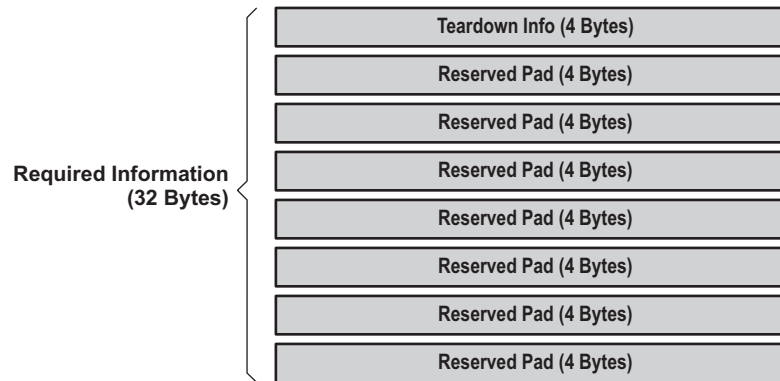 Teardown Info (4 Bytes)
Reserved Pad (4 Bytes)
Reserved Pad (4 Bytes)
Reserved Pad (4 Bytes)
Required Information
(32 Bytes)
Reserved Pad (4 Bytes)
Reserved Pad (4 Bytes)
Reserved Pad (4 Bytes)
Reserved Pad (4 Bytes)